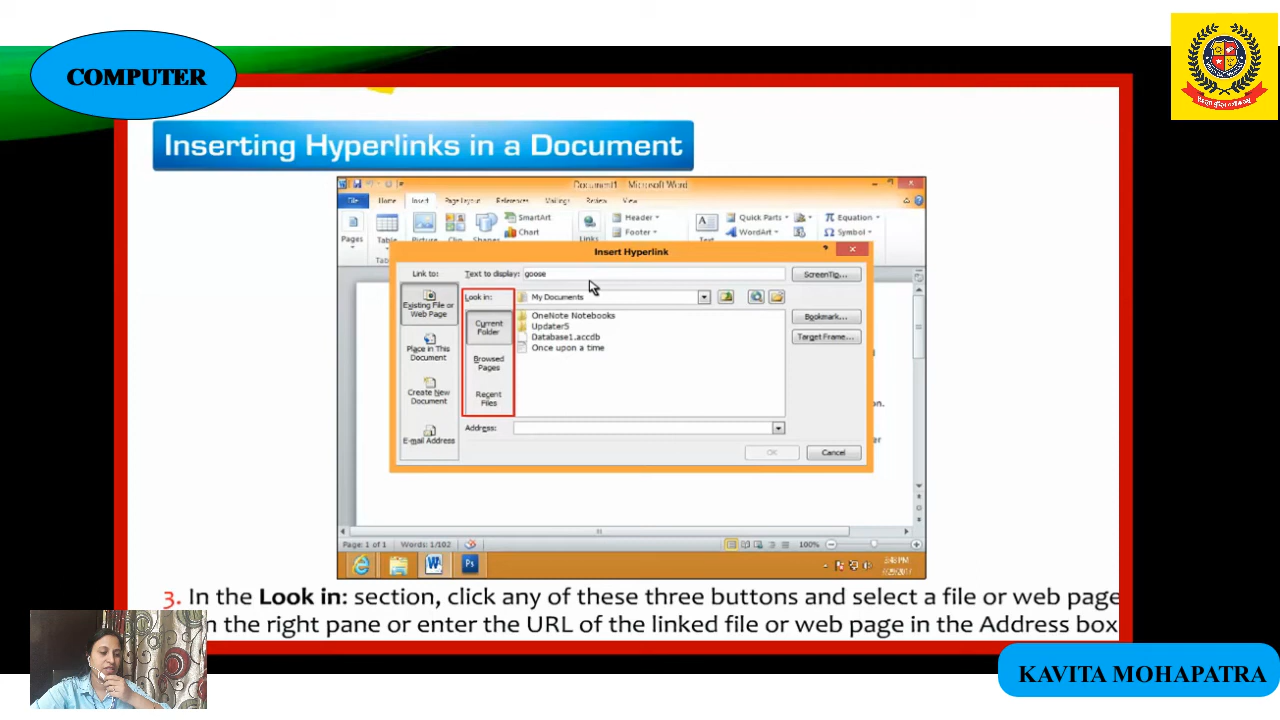 COMPUTER
Inserting Hyperlinks in a Document
Document1 - Microsoft Word
File Home Insert Page Layout References Mailings Review View
SmartArt Header Quick Parts Equation
Chart Footer WordArt Symbol
Pages Table Picture Clip Shapes Links Text
Insert Hyperlink
Link to: Text to display: goose ScreenTip...
Existing File or Web Page
Look in: My Documents
Current Folder
OneNote Notebooks
Updater5
Database1.accdb
Once upon a time
Bookmark...
Target Frame...
Place in This Document
Browsed Pages
Create New Document
Recent Files
E-mail Address
Address:
OK Cancel
on.
Page: 1 of 1 Words: 1/102 100%
3. In the Look in: section, click any of these three buttons and select a file or web page
n the right pane or enter the URL of the linked file or web page in the Address box
KAVITA MOHAPATRA